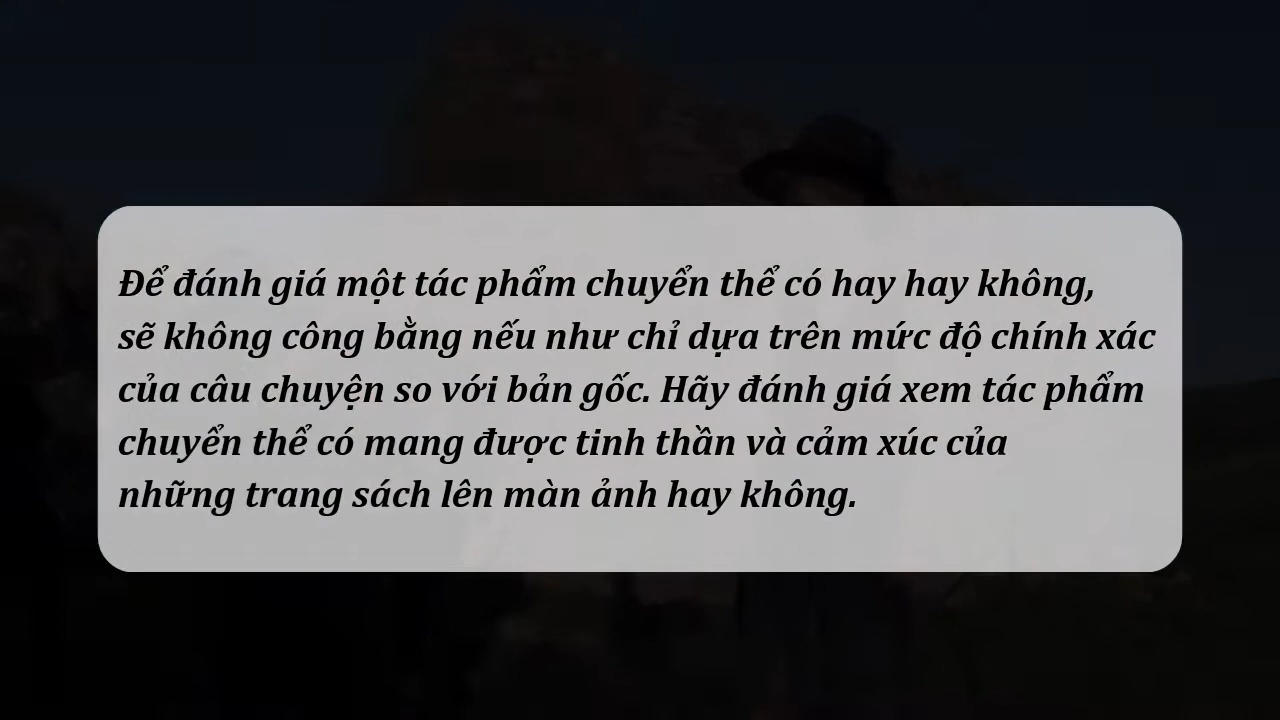 Để đánh giá một tác phẩm chuyển thể có hay hay không,
sẽ không công bằng nếu như chỉ dựa trên mức độ chính xác
của câu chuyện so với bản gốc. Hãy đánh giá xem tác phẩm
chuyển thể có mang được tinh thần và cảm xúc của
những trang sách lên màn ảnh hay không.